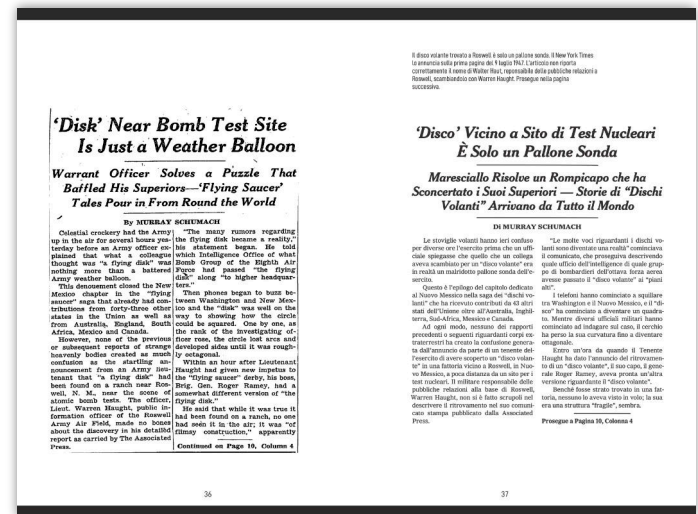 ‘Disk’ Near Bomb Test Site
Is Just a Weather Balloon
Warrant Officer Solves a Puzzle That
Baffled His Superiors—‘Flying Saucer’
Tales Pour in From Round the World
By MURRAY SCHUMACH
Celestial crockery had the Army
up in the air for several hours yes-
terday before an Army officer ex-
plained that what a colleague
thought was “a flying disk” was
nothing more than a battered
Army weather balloon.
This denouement closed the New
Mexico chapter in the “flying
saucer” saga that already had con-
tributions from forty-three other
states in the Union as well as
from Australia, England, South
Africa, Mexico and Canada.
However, none of the previous
or subsequent reports of strange
heavenly bodies created as much
confusion as the startling an-
nouncement from an Army lieu-
tenant that “a flying disk” had
been found on a ranch near Ros-
well, N. M., near the scene of
atomic bomb tests. The officer,
Lieut. Warren Haught, public in-
formation officer of the Roswell
Army Air Field, made no bones
about the discovery in his detailed
report as carried by The Associated
Press.
“The many rumors regarding
the flying disk became a reality,”
his statement began. He told
which Intelligence Office of what
Bomb Group of the Eighth Air
Force had passed “the flying
disk” along “to higher headquar-
ters.”
Then phones began to buzz be-
tween Washington and New Mex-
ico and the “disk” was well on the
way to showing how the circle
could be squared. One by one, as
the rank of the investigating of-
ficer rose, the circle lost arcs and
developed sides until it was rough-
ly octagonal.
Within an hour after Lieutenant
Haught had given new impetus to
the “flying saucer” derby, his boss,
Brig. Gen. Roger Ramey, had a
somewhat different version of “the
flying disk.”
He said that while it was true it
had been found on a ranch, no one
had seen it in the air; it was “of
flimsy construction,” apparently
Continued on Page 10, Column 4
36
Il disco volante trovato a Roswell è solo un pallone sonda. Il New York Times
lo annuncia sulla prima pagina del 9 luglio 1947. L'articolo non riporta
correttamente il nome di Walter Haut, reponsabile delle pubbliche relazioni a
Roswell, scambiandolo con Warren Haught. Prosegue nella pagina
successiva.
‘Disco’ Vicino a Sito di Test Nucleari
È Solo un Pallone Sonda
Maresciallo Risolve un Rompicapo che ha
Sconcertato i Suoi Superiori — Storie di “Dischi
Volanti” Arrivano da Tutto il Mondo
Di MURRAY SCHUMACH
Le stoviglie volanti hanno ieri confuso
per diverse ore l'esercito prima che un uffi-
ciale spiegasse che quello che un collega
aveva scambiato per un “disco volante” era
in realtà un malridotto pallone sonda dell'e-
sercito.
Questo è l'epilogo del capitolo dedicato
al Nuovo Messico nella saga dei “dischi vo-
lanti” che ha ricevuto contributi da 43 altri
stati dell'Unione oltre all'Australia, Inghil-
terra, Sud-Africa, Messico e Canada.
Ad ogni modo, nessuno dei rapporti
precedenti o seguenti riguardanti corpi ex-
traterrestri ha creato la confusione genera-
ta dall'annuncio da parte di un tenente del-
l'esercito di avere scoperto un “disco volan-
te” in una fattoria vicino a Roswell, in Nuo-
vo Messico, a poca distanza da un sito per i
test nucleari. Il militare responsabile delle
pubbliche relazioni alla base di Roswell,
Warren Haught, non si è fatto scrupoli nel
descrivere il ritrovamento nel suo comuni-
cato stampa pubblicato dalla Associated
Press.
“Le molte voci riguardanti i dischi vo-
lanti sono diventate una realtà” cominciava
il comunicato, che proseguiva descrivendo
quale ufficio dell'intelligence di quale grup-
po di bombardieri dell'ottava forza aerea
avesse passato il “disco volante” ai “piani
alti”.
I telefoni hanno cominciato a squillare
tra Washington e il Nuovo Messico, e il “di-
sco” ha cominciato a diventare un quadra-
to. Mentre diversi ufficiali militari hanno
cominciato ad indagare sul caso, il cerchio
ha perso la sua curvatura fino a diventare
ottagonale.
Entro un'ora da quando il Tenente
Haught ha dato l'annuncio del ritrovamen-
to di un “disco volante”, il suo capo, il gene-
rale Roger Ramey, aveva pronta un'altra
versione riguardante il “disco volante”.
Benché fosse stato trovato in una fat-
toria, nessuno lo aveva visto in volo; la sua
era una struttura “fragile”, sembra.
Prosegue a Pagina 10, Colonna 4
37